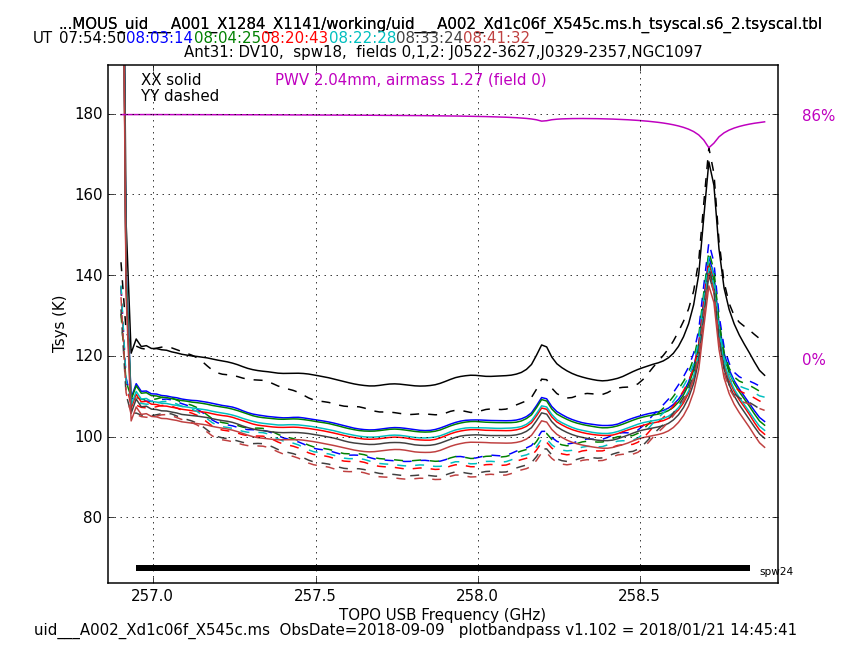 ...MOUS_uid___A001_X1284_X1141/working/uid___A002_Xd1c06f_X545c.ms.h_tsyscal.s6_2.tsyscal.tbl
UT 07:54:50 08:03:14 08:04:25 08:20:43 08:22:28 08:33:24 08:41:32
Ant31: DV10, spw18, fields 0,1,2: J0522-3627,J0329-2357,NGC1097
XX solid
YY dashed
PWV 2.04mm, airmass 1.27 (field 0)
86%
0%
180
160
140
120
100
80
Tsys (K)
spw24
257.0 257.5 258.0 258.5
TOPO USB Frequency (GHz)
uid___A002_Xd1c06f_X545c.ms ObsDate=2018-09-09 plotbandpass v1.102 = 2018/01/21 14:45:41